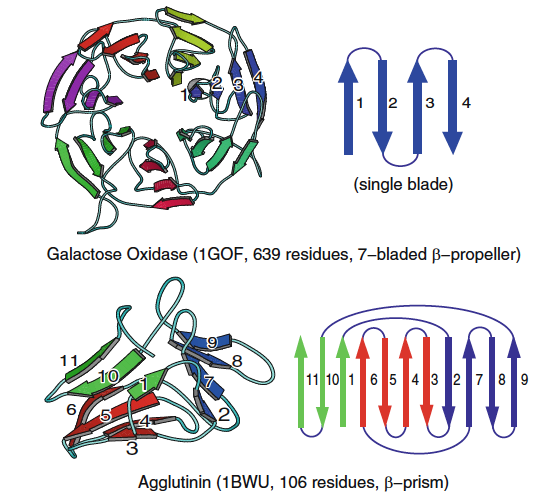 1 2 3 4
1 2 3 4
(single blade)
Galactose Oxidase (1GOF, 639 residues, 7–bladed β–propeller)
9
11 8
10 1 7
6 5 4 2
3
11 10 1 6 5 4 3 2 7 8 9
Agglutinin (1BWU, 106 residues, β–prism)